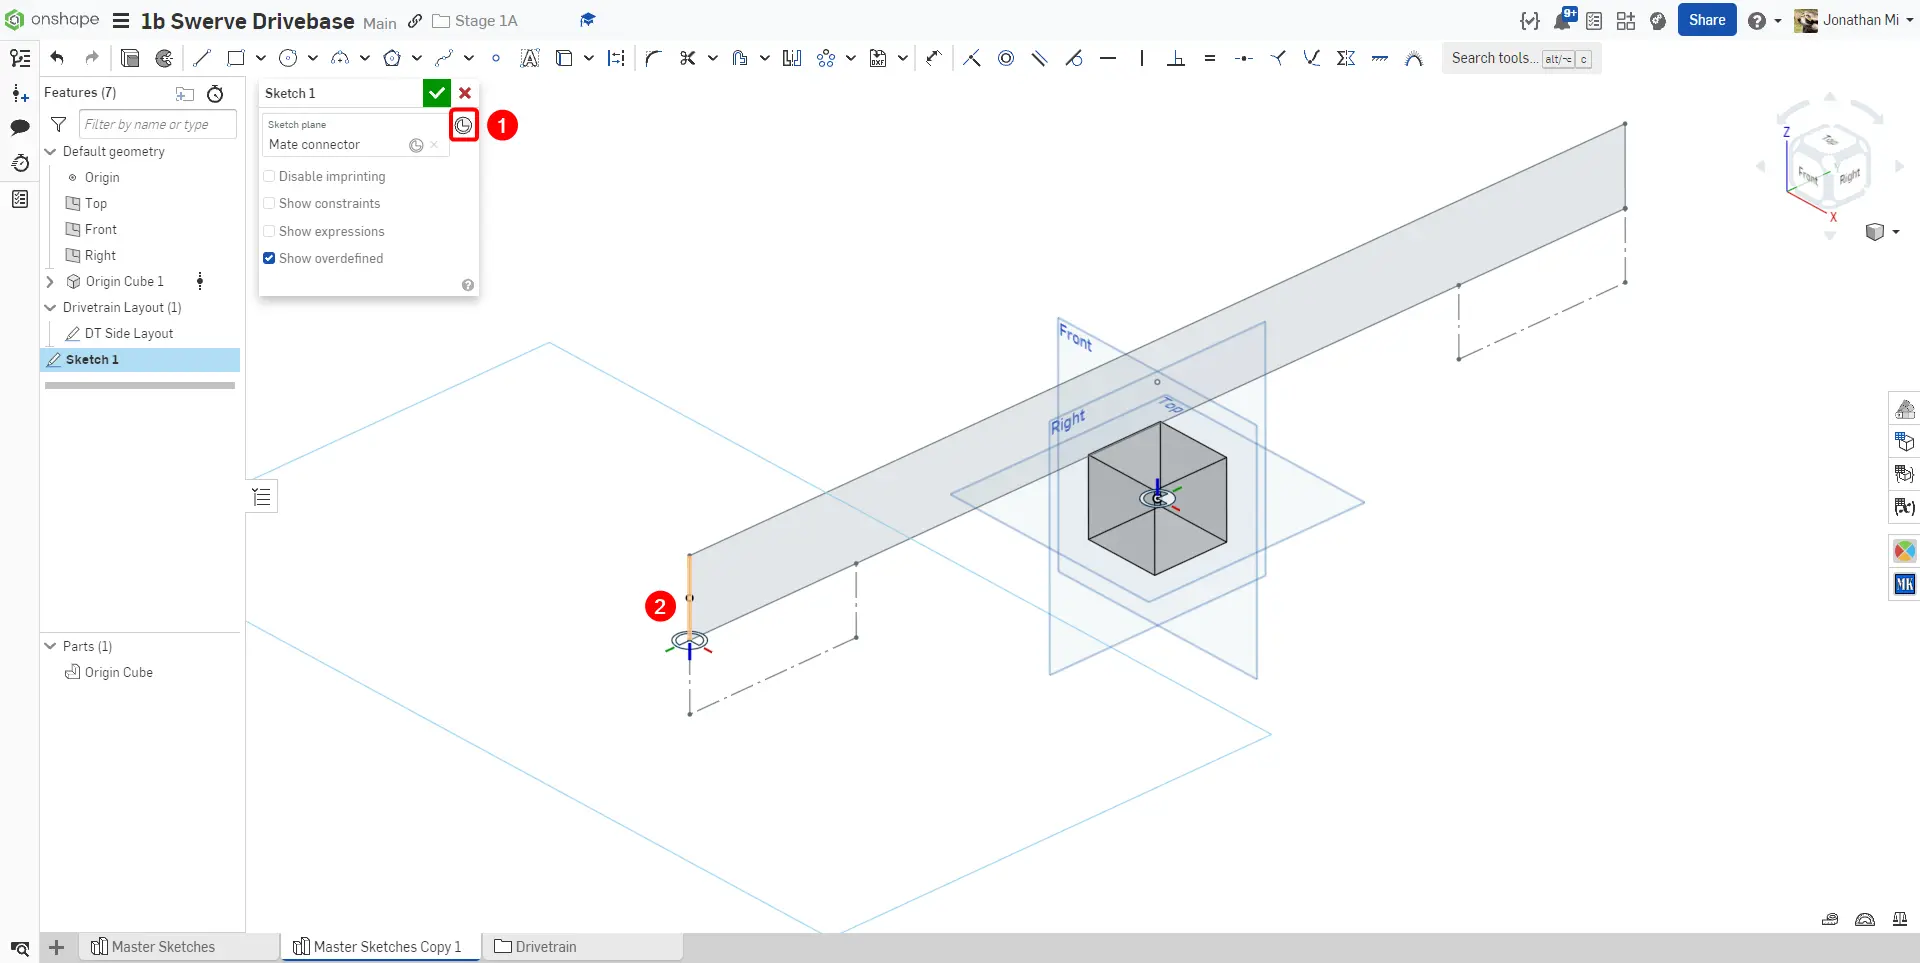 onshape 1b Swerve Drivebase Main Stage 1A
9+ Share Jonathan Mi
Search tools... alt/⌥ c
Features (7)
Filter by name or type
Default geometry
Origin
Top
Front
Right
Origin Cube 1
Drivetrain Layout (1)
DT Side Layout
Sketch 1
Parts (1)
Origin Cube
Sketch 1
Sketch plane
Mate connector
1
Disable imprinting
Show constraints
Show expressions
Show overdefined
Front
Right
Top
2
Z
Top
Front
Right
X
MK
Master Sketches
Master Sketches Copy 1
Drivetrain